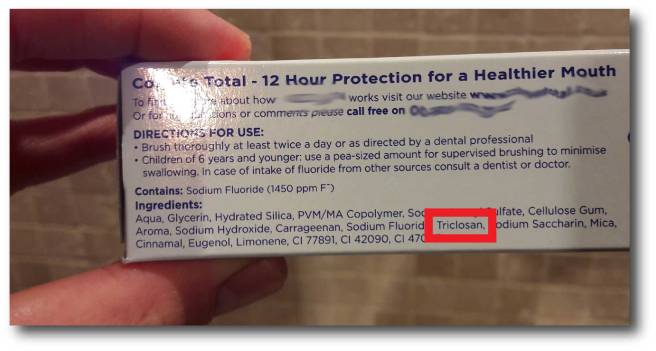 Total - 12 Hour Protection for a Healthier Mouth
To about how works visit our website
Or for or comments please call free on
DIRECTIONS FOR USE:
• Brush thoroughly at least twice a day or as directed by a dental professional
• Children of 6 years and younger: use a pea-sized amount for supervised brushing to minimise
swallowing. In case of intake of fluoride from other sources consult a dentist or doctor.
Contains: Sodium Fluoride (1450 ppm F⁻)
Ingredients:
Aqua, Glycerin, Hydrated Silica, PVM/MA Copolymer, Sulfate, Cellulose Gum,
Aroma, Sodium Hydroxide, Carrageenan, Sodium Triclosan, Sodium Saccharin, Mica,
Cinnamal, Eugenol, Limonene, CI 77891, CI 42090, CI